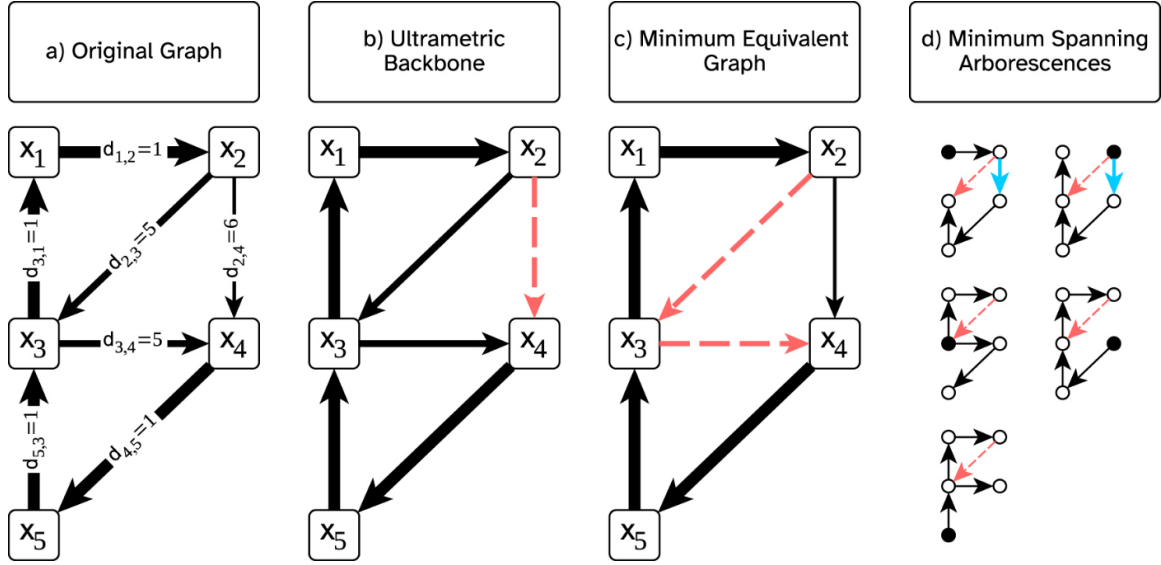 a) Original Graph
b) Ultrametric
Backbone
c) Minimum Equivalent
Graph
d) Minimum Spanning
Arborescences
x1
d1,2=1
x2
d3,1=1
d2,3=5
d2,4=6
x3
d3,4=5
x4
d5,3=1
d4,5=1
x5
x1
x2
x3
x4
x5
x1
x2
x3
x4
x5